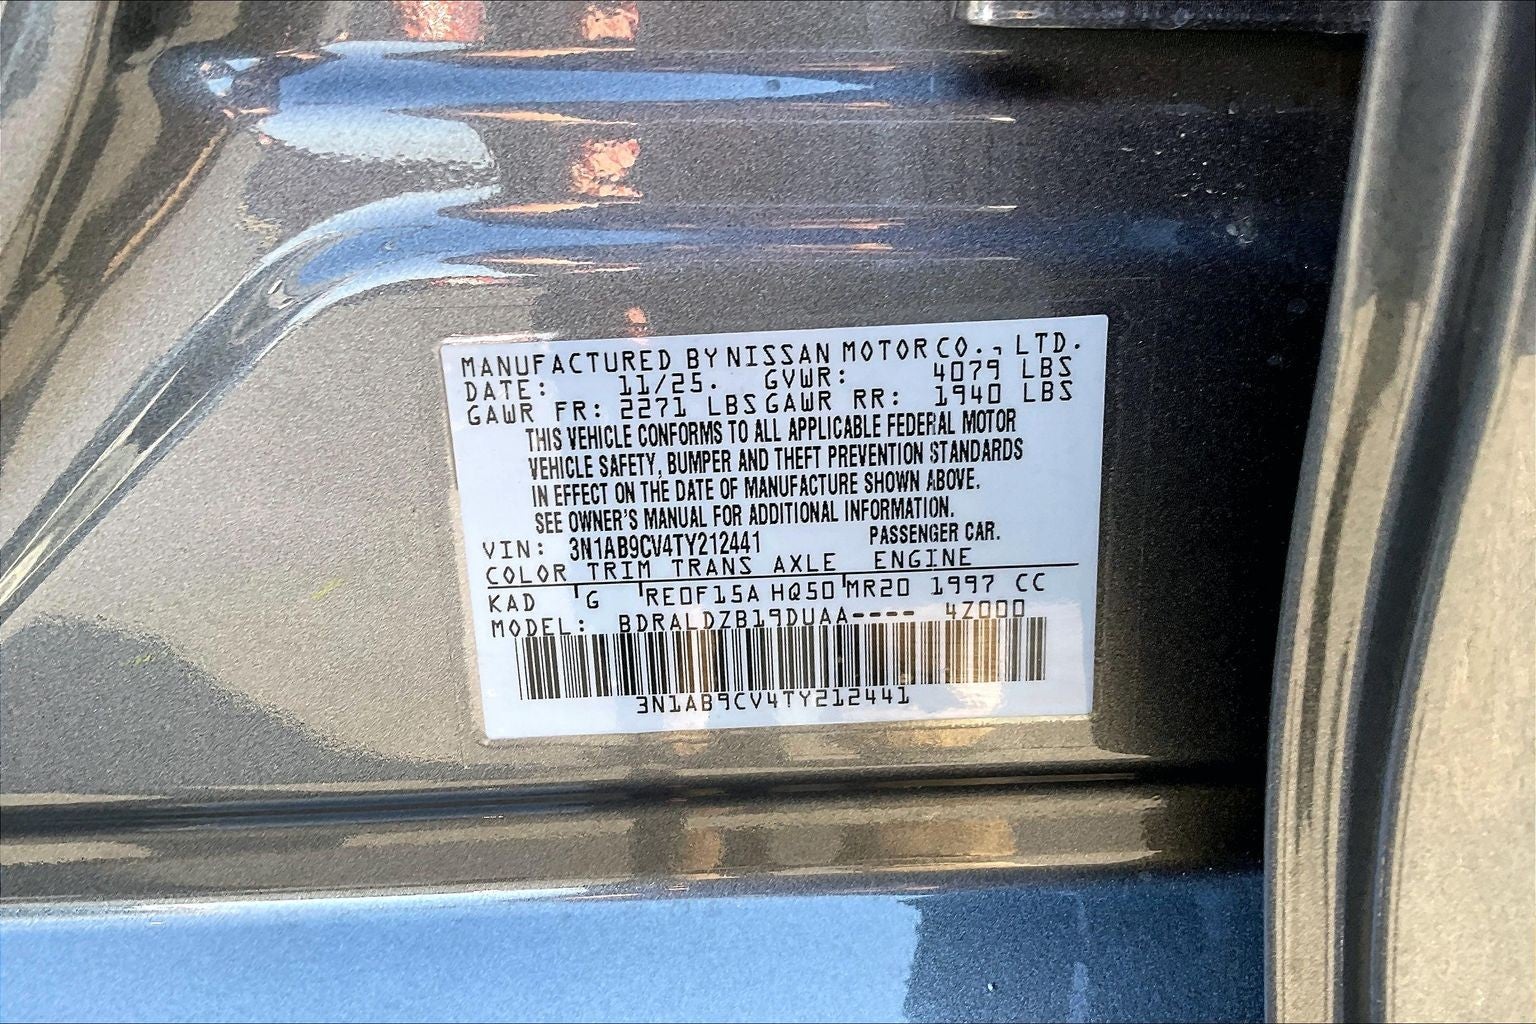 MANUFACTURED BY NISSAN MOTOR CO., LTD.
DATE: 11/25. GVWR: 4079 LBS
GAWR FR: 2271 LBS GAWR RR: 1940 LBS
THIS VEHICLE CONFORMS TO ALL APPLICABLE FEDERAL MOTOR
VEHICLE SAFETY, BUMPER AND THEFT PREVENTION STANDARDS
IN EFFECT ON THE DATE OF MANUFACTURE SHOWN ABOVE.
SEE OWNER'S MANUAL FOR ADDITIONAL INFORMATION.
VIN: 3N1AB9CV4TY212441 PASSENGER CAR.
COLOR TRIM TRANS AXLE ENGINE
KAD G RE0F15A HQ50 MR20 1997 CC
MODEL: BDRALDZB19DUAA---- 4Z000
3N1AB9CV4TY212441